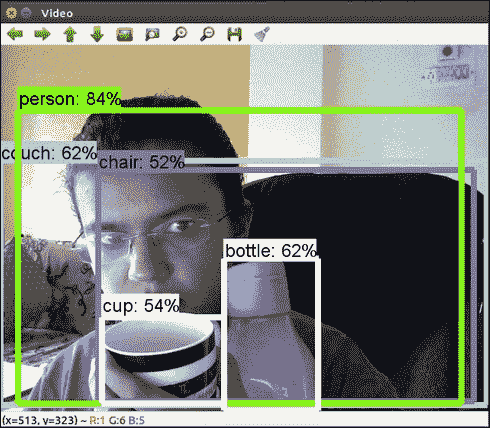 Video
person: 84%
couch: 62%
chair: 52%
bottle: 62%
cup: 54%
(x=513, y=323) ~ R:1 G:6 B:5